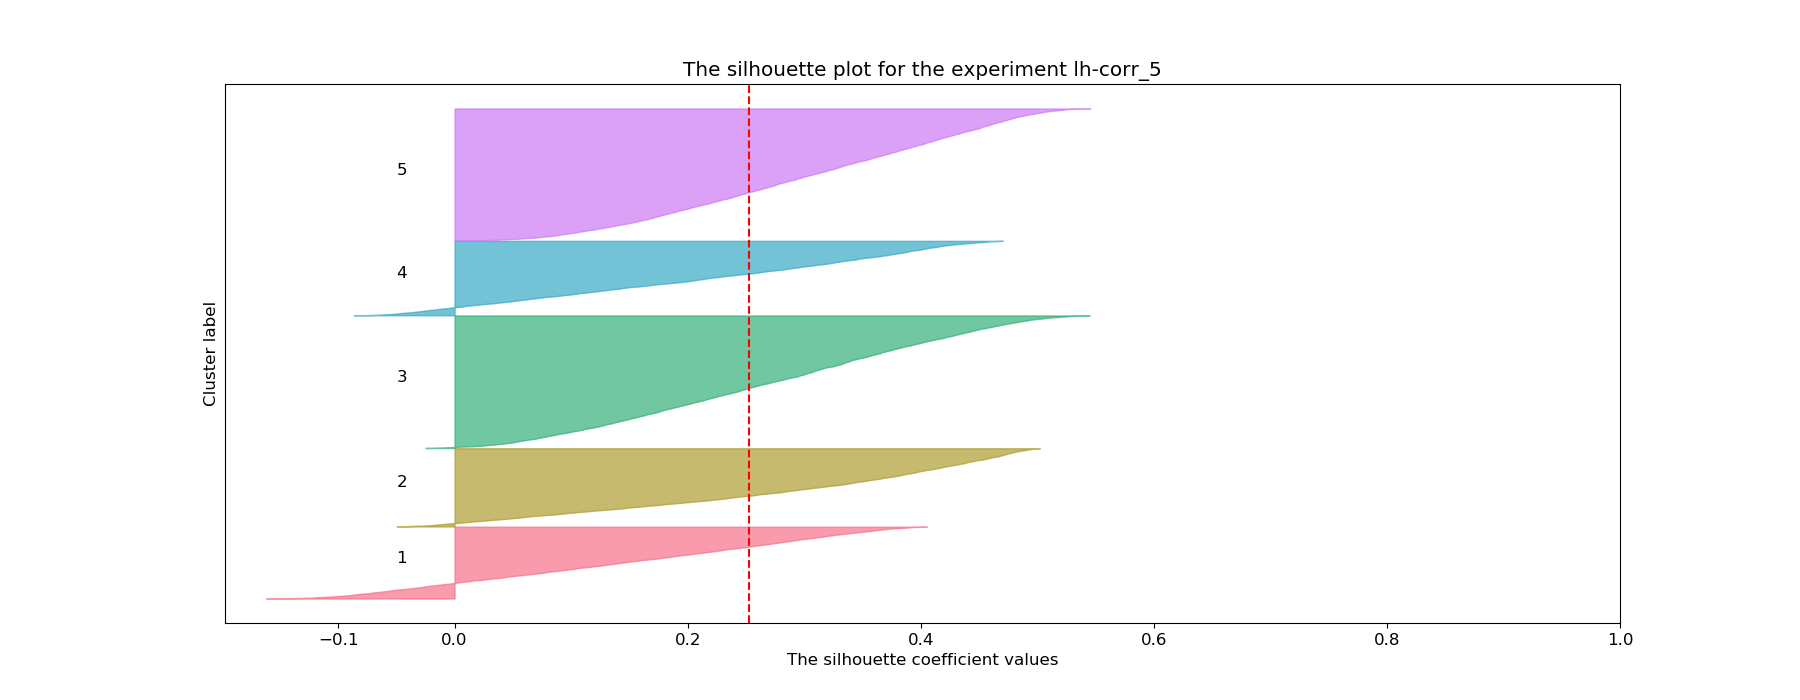 The silhouette plot for the experiment lh-corr_5
Cluster label
5
4
3
2
1
−0.1 0.0 0.2 0.4 0.6 0.8 1.0
The silhouette coefficient values